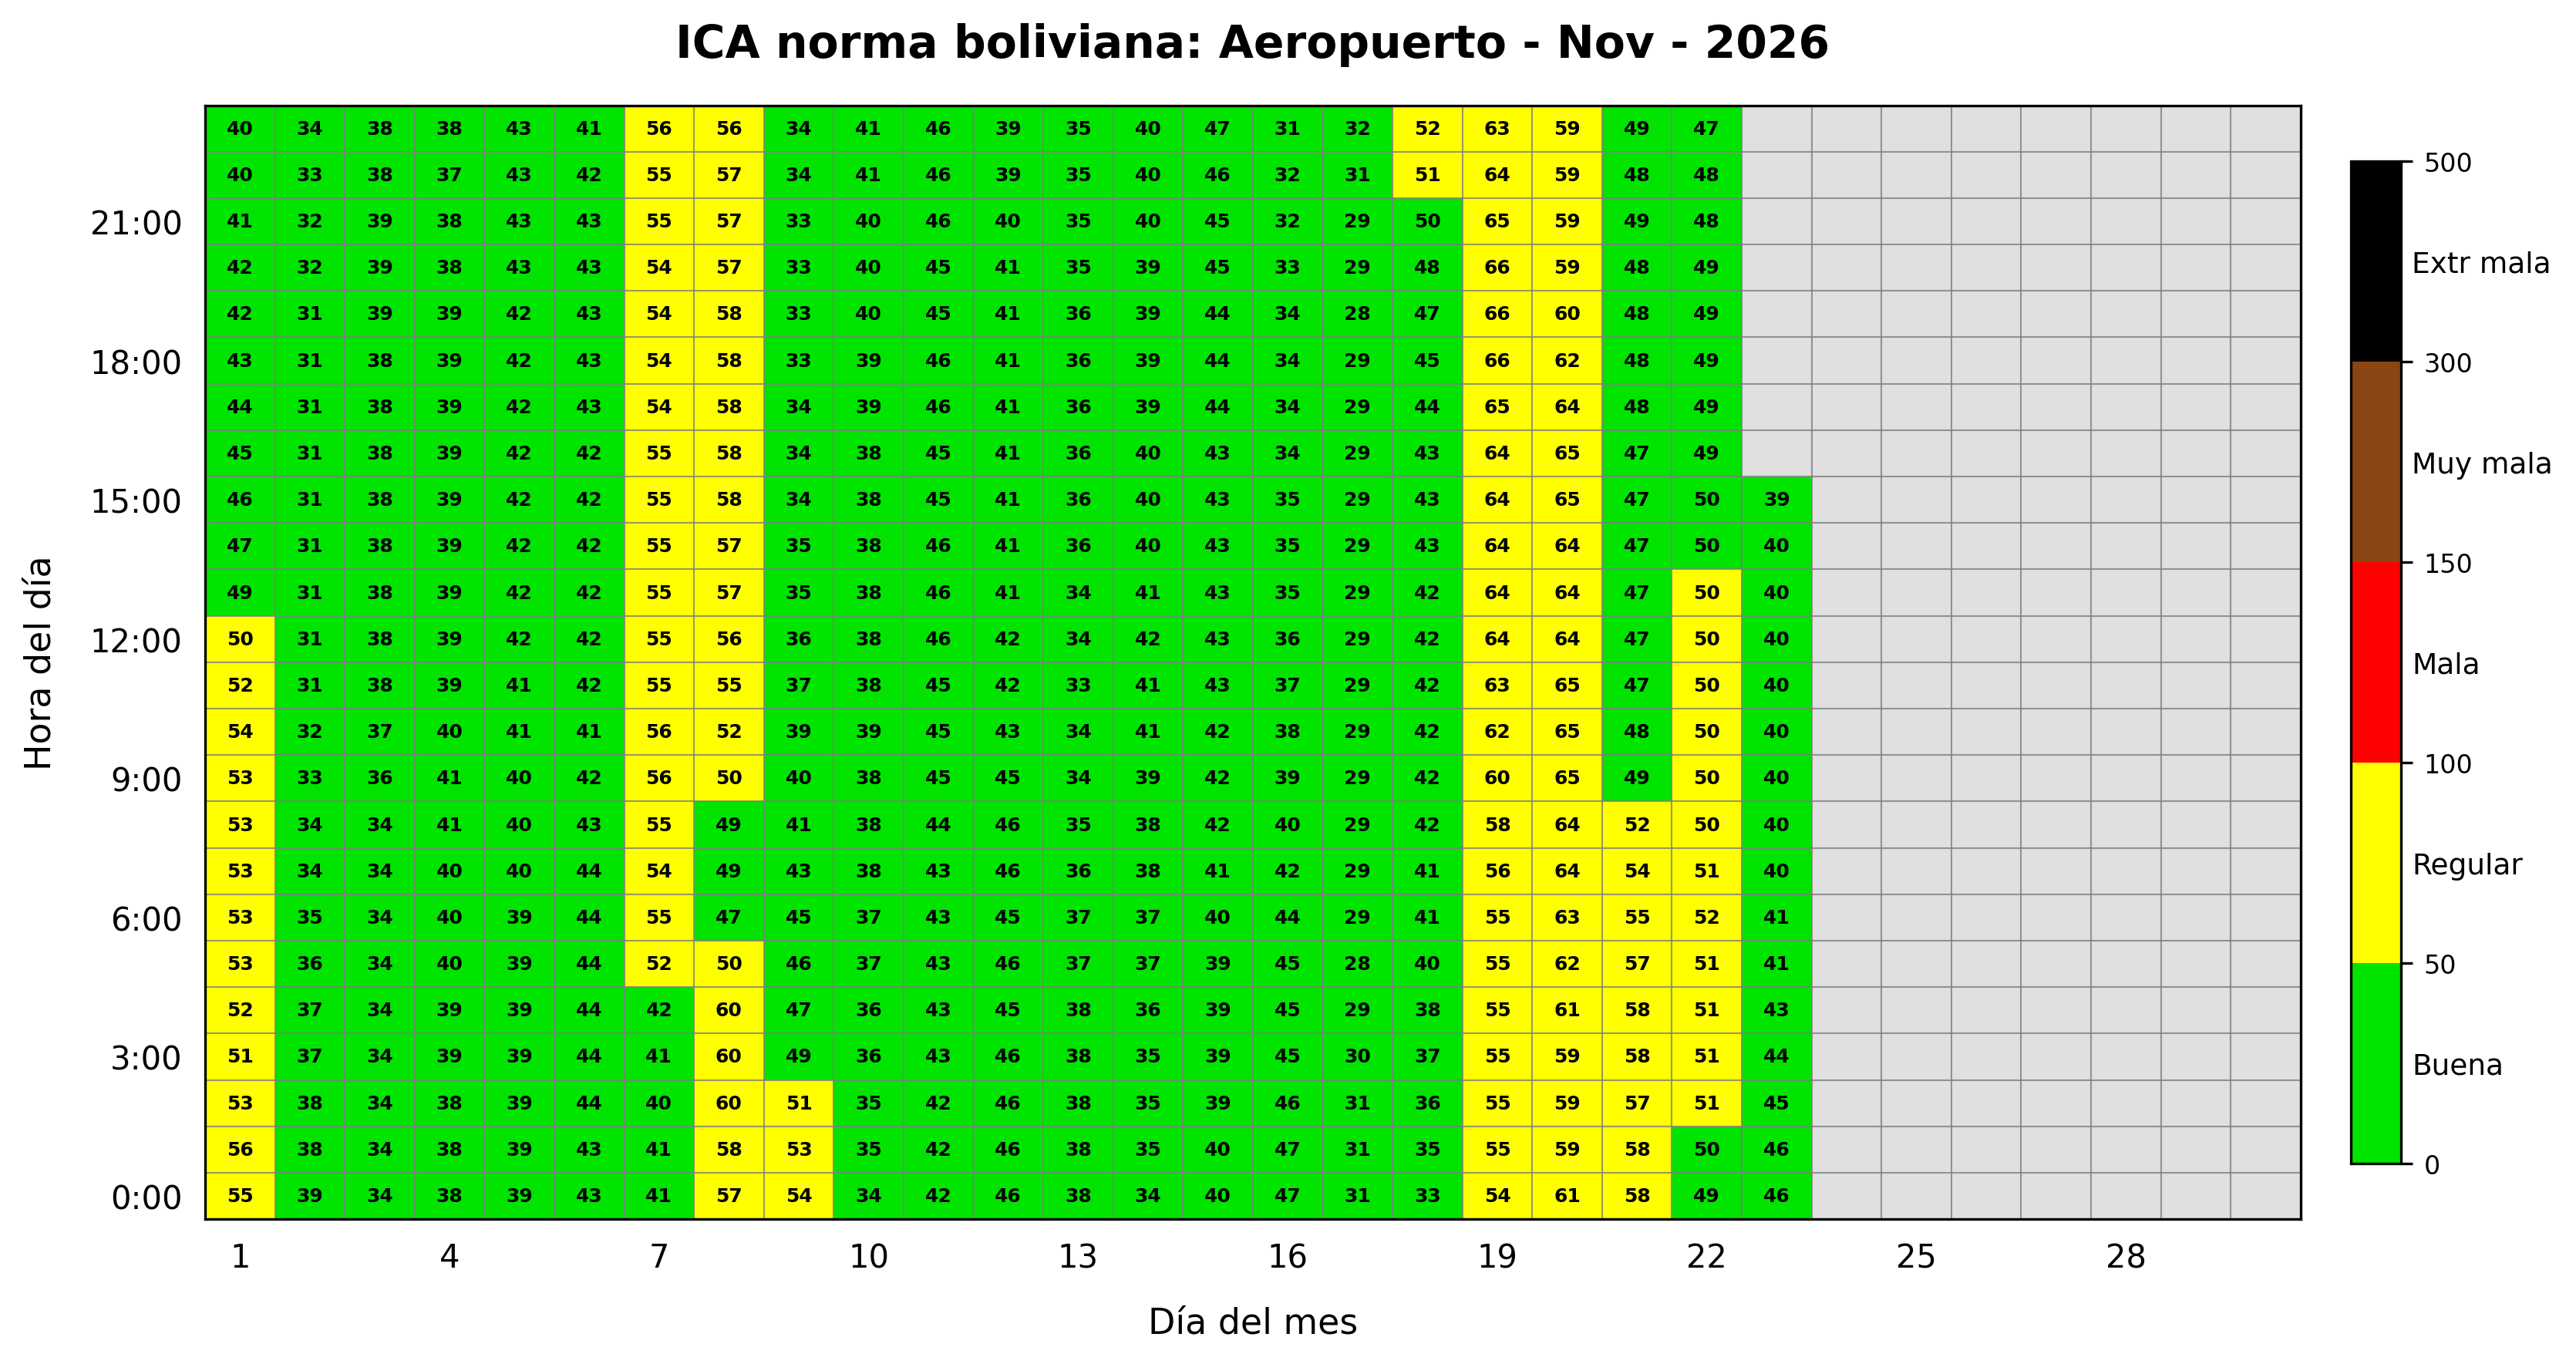 ICA norma boliviana: Aeropuerto - Nov - 2026
40 34 38 38 43 41 56 56 34 41 46 39 35 40 47 31 32 52 63 59 49 47
40 33 38 37 43 42 55 57 34 41 46 39 35 40 46 32 31 51 64 59 48 48
21:00 41 32 39 38 43 43 55 57 33 40 46 40 35 40 45 32 29 50 65 59 49 48
42 32 39 38 43 43 54 57 33 40 45 41 35 39 45 33 29 48 66 59 48 49
42 31 39 39 42 43 54 58 33 40 45 41 36 39 44 34 28 47 66 60 48 49
18:00 43 31 38 39 42 43 54 58 33 39 46 41 36 39 44 34 29 45 66 62 48 49
44 31 38 39 42 43 54 58 34 39 46 41 36 39 44 34 29 44 65 64 48 49
45 31 38 39 42 42 55 58 34 38 45 41 36 40 43 34 29 43 64 65 47 49
15:00 46 31 38 39 42 42 55 58 34 38 45 41 36 40 43 35 29 43 64 65 47 50 39
47 31 38 39 42 42 55 57 35 38 46 41 36 40 43 35 29 43 64 64 47 50 40
49 31 38 39 42 42 55 57 35 38 46 41 34 41 43 35 29 42 64 64 47 50 40
12:00 50 31 38 39 42 42 55 56 36 38 46 42 34 42 43 36 29 42 64 64 47 50 40
52 31 38 39 41 42 55 55 37 38 45 42 33 41 43 37 29 42 63 65 47 50 40
54 32 37 40 41 41 56 52 39 39 45 43 34 41 42 38 29 42 62 65 48 50 40
9:00 53 33 36 41 40 42 56 50 40 38 45 45 34 39 42 39 29 42 60 65 49 50 40
53 34 34 41 40 43 55 49 41 38 44 46 35 38 42 40 29 42 58 64 52 50 40
53 34 34 40 40 44 54 49 43 38 43 46 36 38 41 42 29 41 56 64 54 51 40
6:00 53 35 34 40 39 44 55 47 45 37 43 45 37 37 40 44 29 41 55 63 55 52 41
53 36 34 40 39 44 52 50 46 37 43 46 37 37 39 45 28 40 55 62 57 51 41
52 37 34 39 39 44 42 60 47 36 43 45 38 36 39 45 29 38 55 61 58 51 43
3:00 51 37 34 39 39 44 41 60 49 36 43 46 38 35 39 45 30 37 55 59 58 51 44
53 38 34 38 39 44 40 60 51 35 42 46 38 35 39 46 31 36 55 59 57 51 45
56 38 34 38 39 43 41 58 53 35 42 46 38 35 40 47 31 35 55 59 58 50 46
0:00 55 39 34 38 39 43 41 57 54 34 42 46 38 34 40 47 31 33 54 61 58 49 46
1 4 7 10 13 16 19 22 25 28
Día del mes
Hora del día
500
Extr mala
300
Muy mala
150
Mala
100
Regular
50
Buena
0